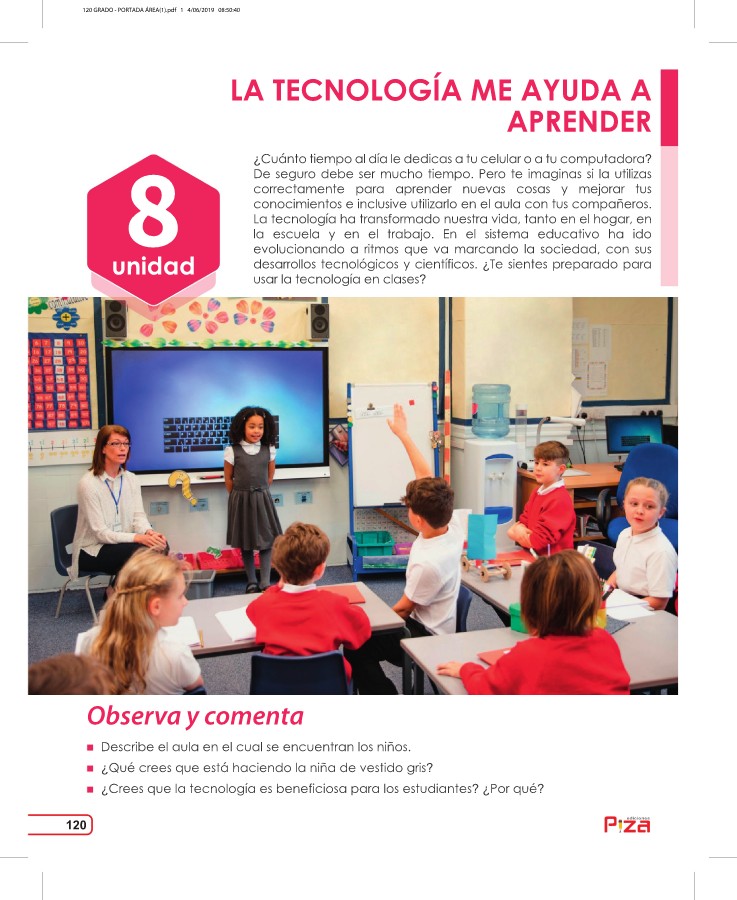 120 GRADO - PORTADA ÁREA(1).pdf 1 4/06/2019 08:50:40
LA TECNOLOGÍA ME AYUDA A
APRENDER
8
unidad
¿Cuánto tiempo al día le dedicas a tu celular o a tu computadora?
De seguro debe ser mucho tiempo. Pero te imaginas si la utilizas
correctamente para aprender nuevas cosas y mejorar tus
conocimientos e inclusive utilizarlo en el aula con tus compañeros.
La tecnología ha transformado nuestra vida, tanto en el hogar, en
la escuela y en el trabajo. En el sistema educativo ha ido
evolucionando a ritmos que va marcando la sociedad, con sus
desarrollos tecnológicos y científicos. ¿Te sientes preparado para
usar la tecnología en clases?
Observa y comenta
Describe el aula en el cual se encuentran los niños.
¿Qué crees que está haciendo la niña de vestido gris?
¿Crees que la tecnología es beneficiosa para los estudiantes? ¿Por qué?
120
ediciones
Piza